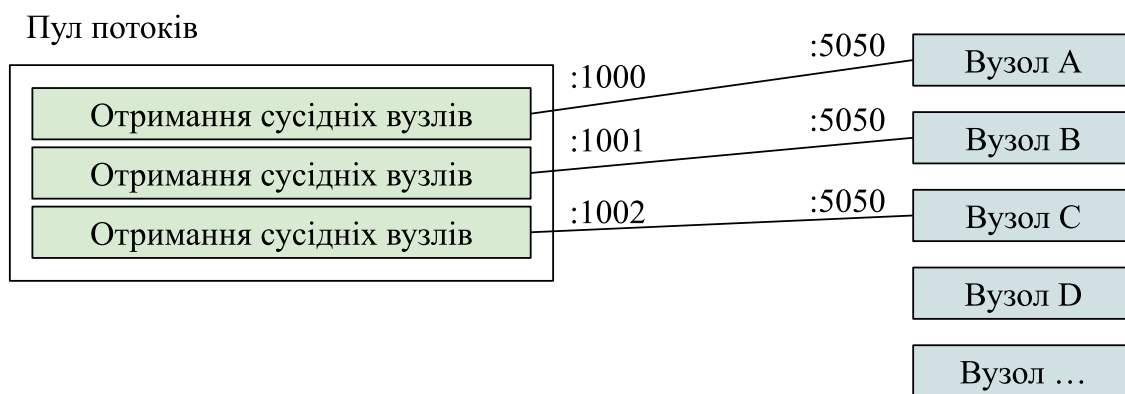 Пул потоків
:5050
Вузол A
:1000
Отримання сусідніх вузлів
:5050
Вузол B
:1001
Отримання сусідніх вузлів
:5050
Вузол C
:1002
Отримання сусідніх вузлів
Вузол D
Вузол …